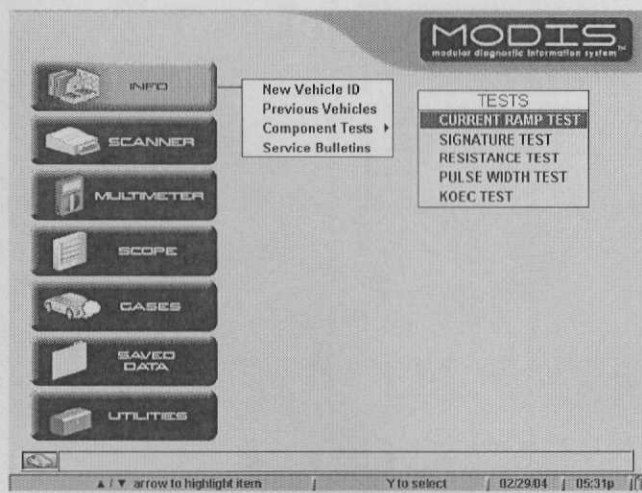 MODIS™
modular diagnostic information system
INFO
SCANNER
MULTIMETER
SCOPE
GASES
SAVED
DATA
UTILITIES
New Vehicle ID
Previous Vehicles
Component Tests
Service Bulletins
TESTS
CURRENT RAMP TEST
SIGNATURE TEST
RESISTANCE TEST
PULSE WIDTH TEST
KOEC TEST
▲ / ▼ arrow to highlight item
Y to select
02/29/04
05:31p